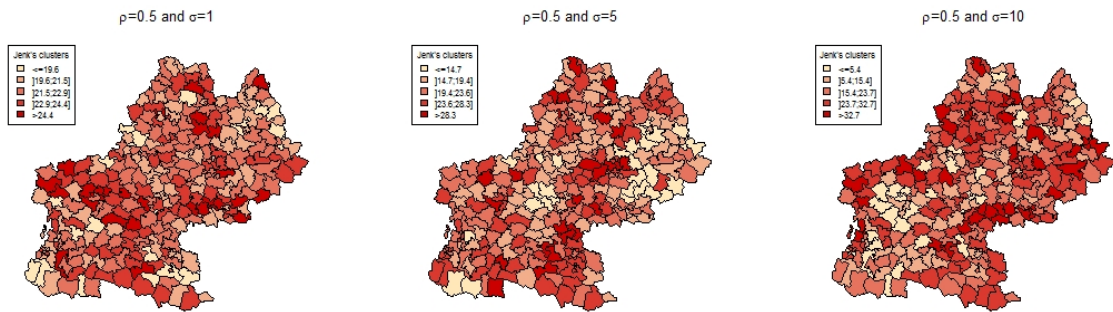 ρ=0.5 and σ=1
Jenk's clusters
<=19.6
]19.6;21.5]
]21.5;22.9]
]22.9;24.4]
>24.4
ρ=0.5 and σ=5
Jenk's clusters
<=14.7
]14.7;19.4]
]19.4;23.6]
]23.6;28.3]
>28.3
ρ=0.5 and σ=10
Jenk's clusters
<=5.4
]5.4;15.4]
]15.4;23.7]
]23.7;32.7]
>32.7